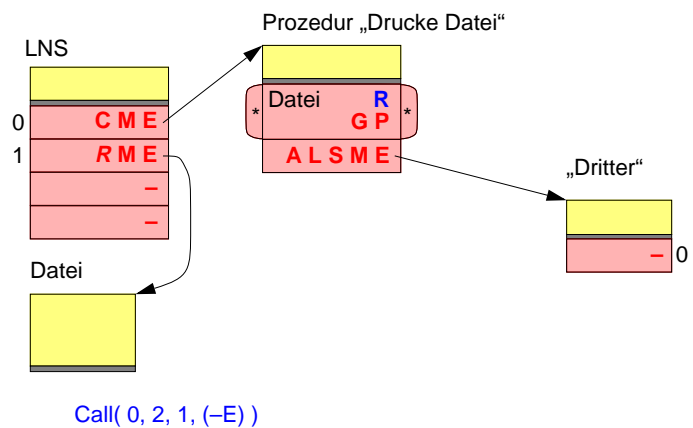 Prozedur „Drucke Datei“
LNS
Datei R
* G P *
0 C M E
1 R M E
A L S M E
–
–
„Dritter“
– 0
Datei
Call( 0, 2, 1, (–E) )